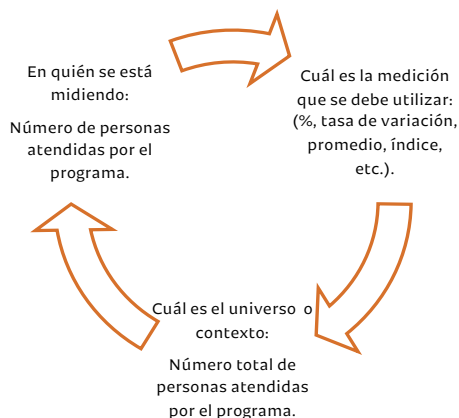 En quién se está
midiendo:
Número de personas
atendidas por el
programa.
Cuál es la medición
que se debe utilizar:
(%, tasa de variación,
promedio, índice,
etc.).
Cuál es el universo o
contexto:
Número total de
personas atendidas
por el programa.